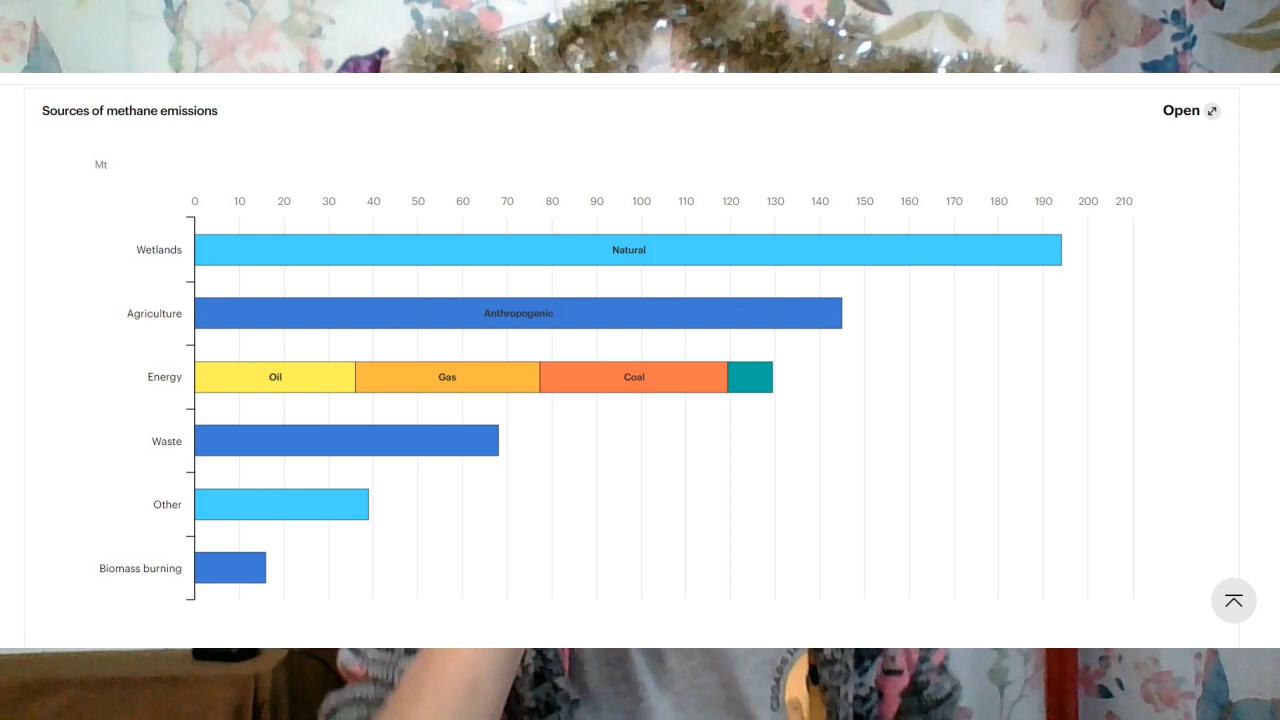 Sources of methane emissions
Open
Mt
0 10 20 30 40 50 60 70 80 90 100 110 120 130 140 150 160 170 180 190 200 210
Wetlands
Natural
Agriculture
Anthropogenic
Energy
Oil
Gas
Coal
Waste
Other
Biomass burning